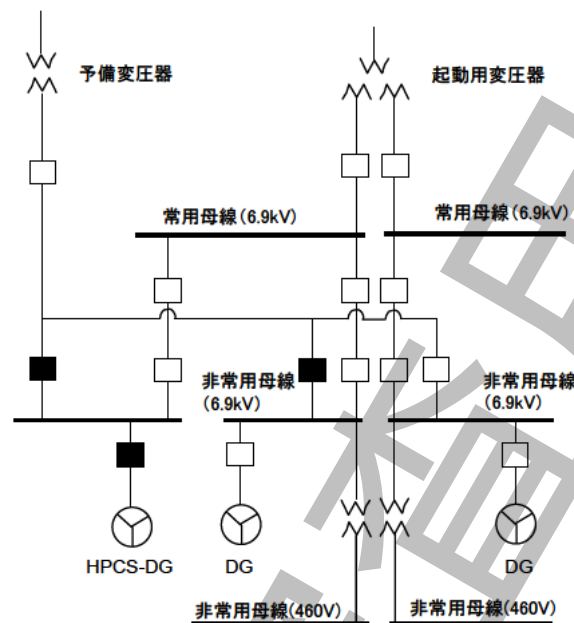 予備変圧器
起動用変圧器
常用母線(6.9kV)
常用母線(6.9kV)
非常用母線
(6.9kV)
非常用母線
(6.9kV)
HPCS-DG
DG
DG
非常用母線(460V)
非常用母線(460V)